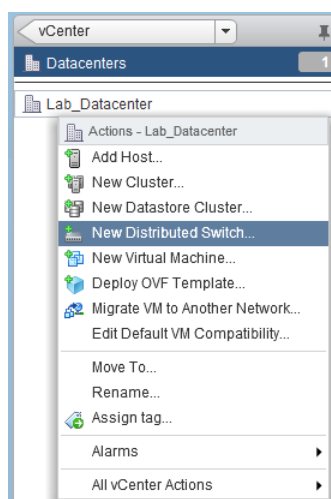 vCenter
Datacenters 1
Lab_Datacenter
Actions - Lab_Datacenter
Add Host...
New Cluster...
New Datastore Cluster...
New Distributed Switch...
New Virtual Machine...
Deploy OVF Template...
Migrate VM to Another Network...
Edit Default VM Compatibility...
Move To...
Rename...
Assign tag...
Alarms
All vCenter Actions